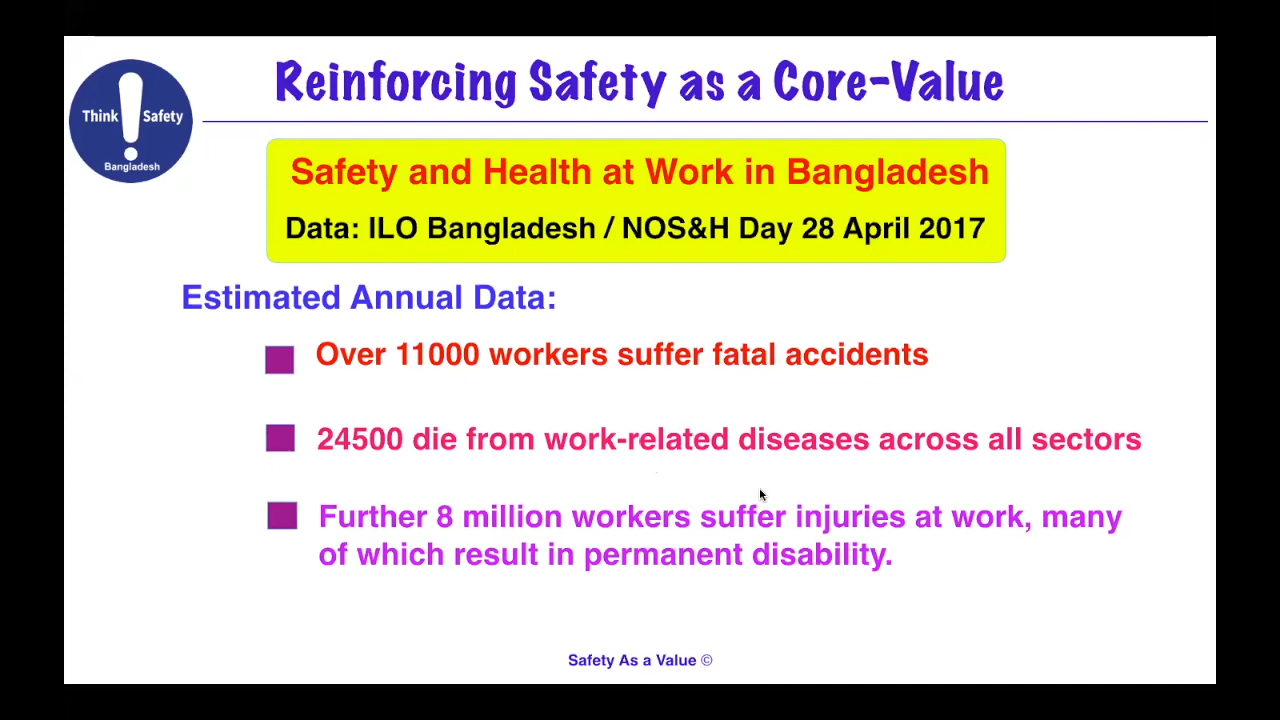 Reinforcing Safety as a Core-Value
Think ! Safety
Bangladesh
Safety and Health at Work in Bangladesh
Data: ILO Bangladesh / NOS&H Day 28 April 2017
Estimated Annual Data:
Over 11000 workers suffer fatal accidents
24500 die from work-related diseases across all sectors
Further 8 million workers suffer injuries at work, many
of which result in permanent disability.
Safety As a Value ©